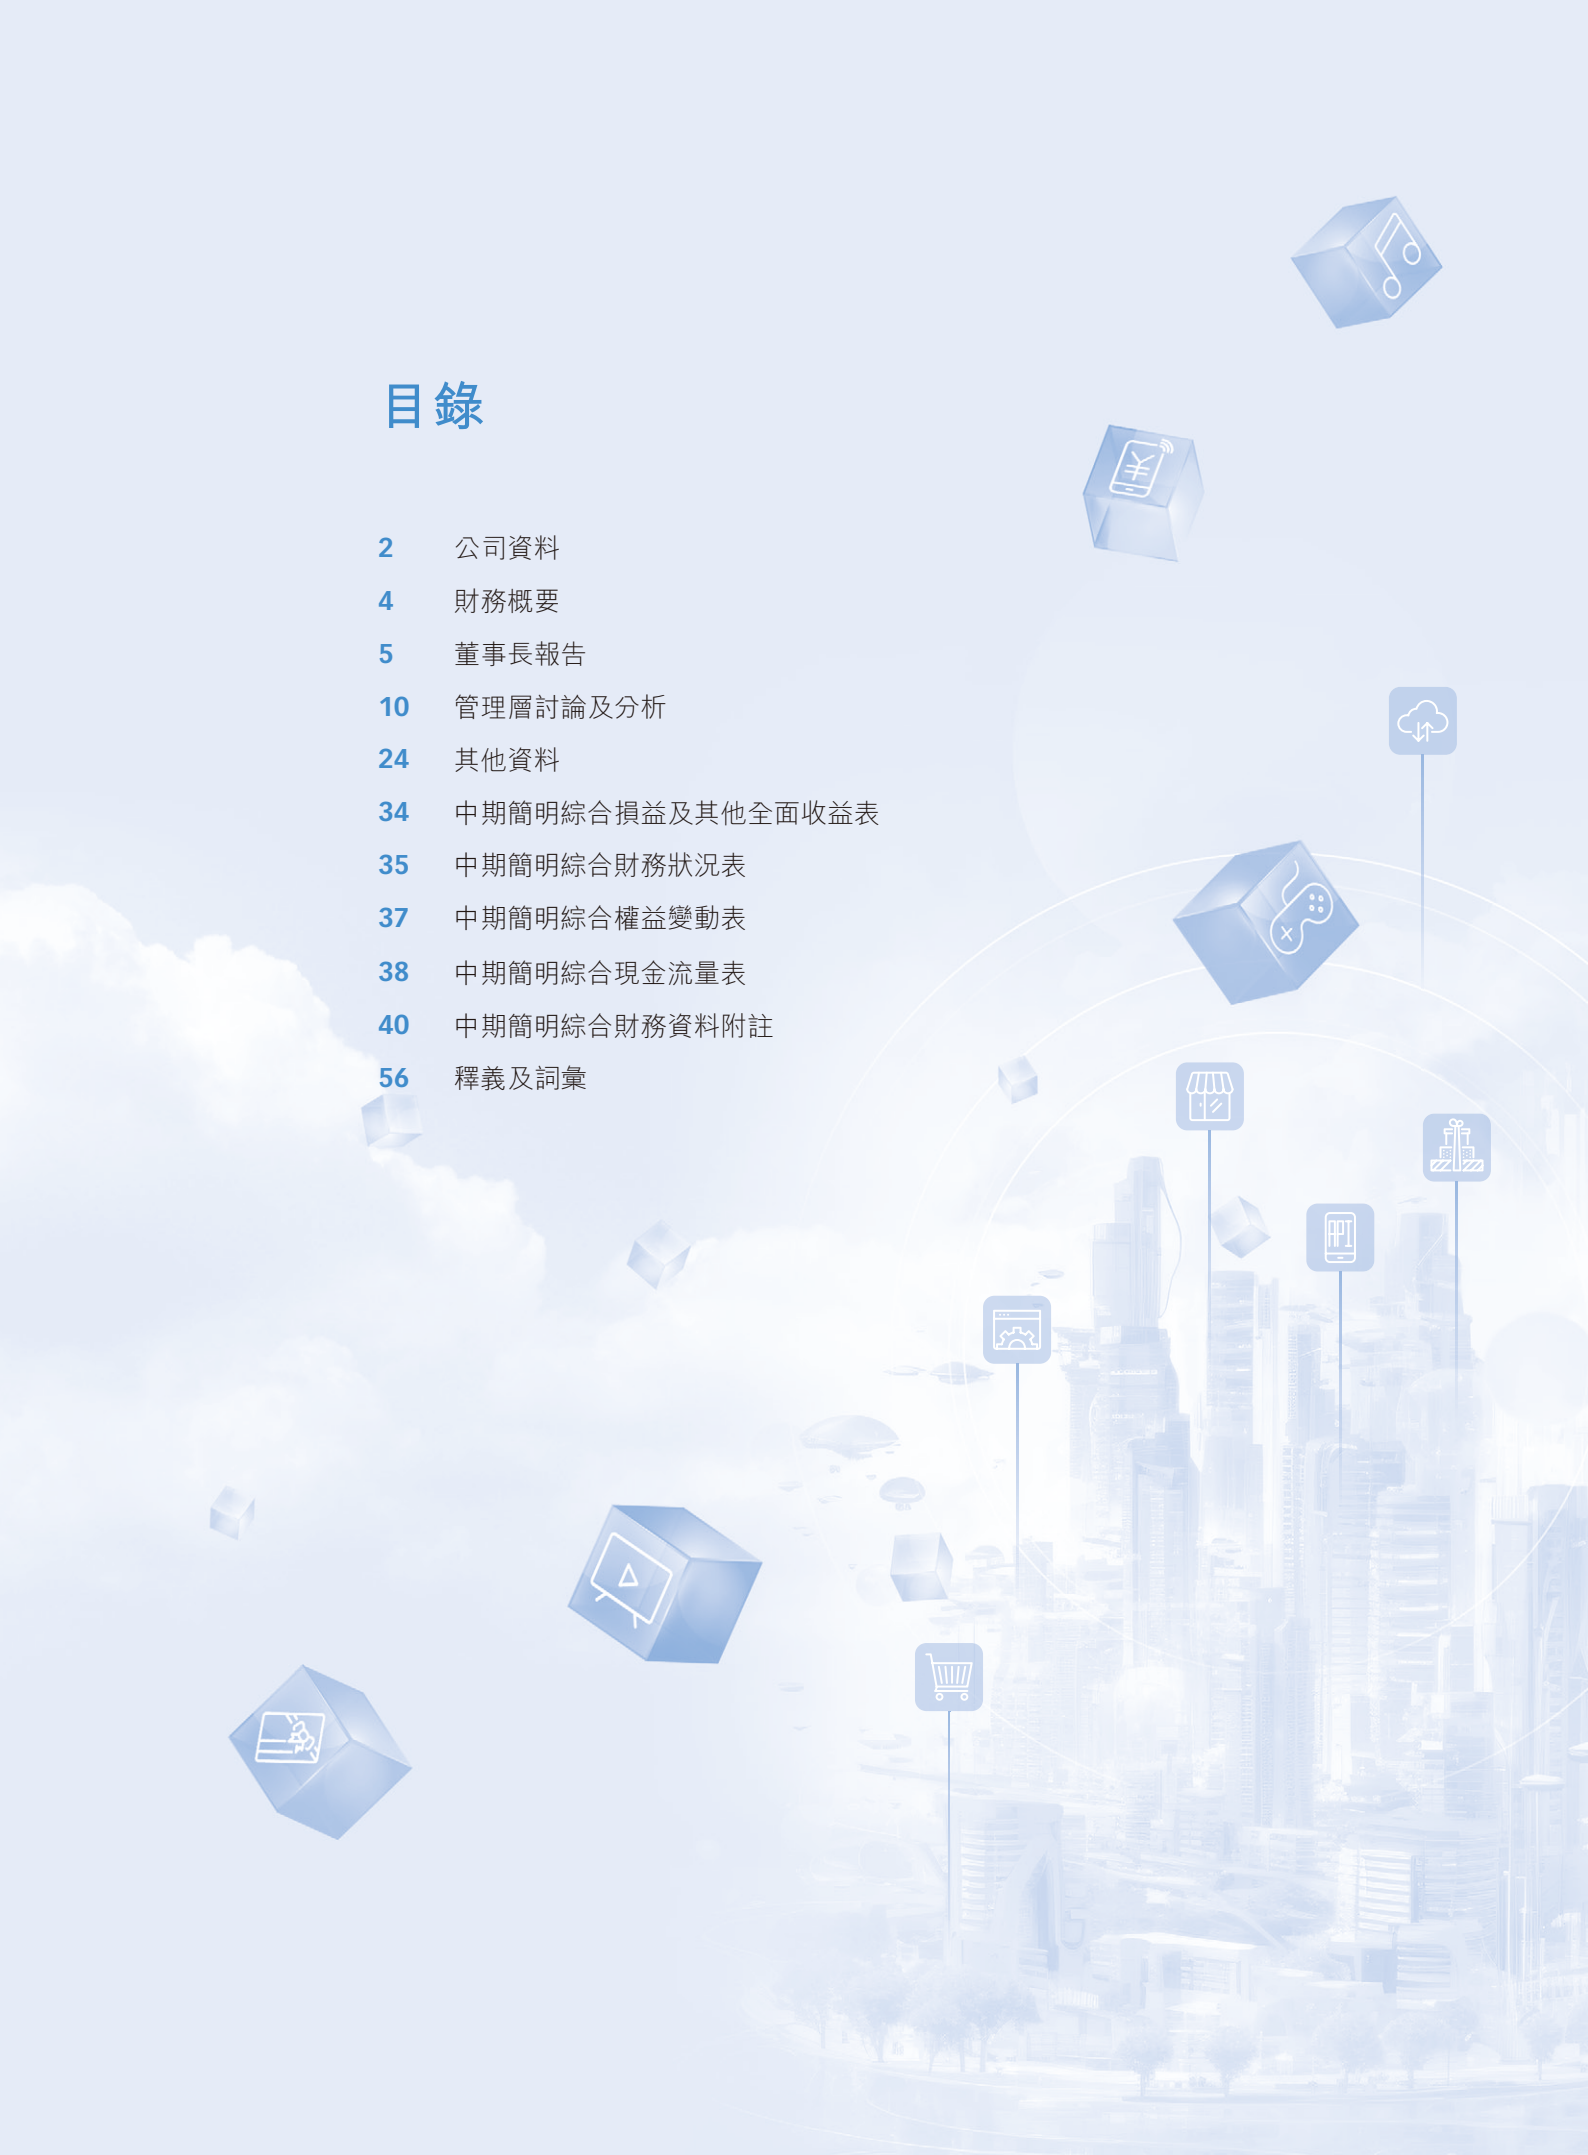 目錄
2 公司資料
4 財務概要
5 董事長報告
10 管理層討論及分析
24 其他資料
34 中期簡明綜合損益及其他全面收益表
35 中期簡明綜合財務狀況表
37 中期簡明綜合權益變動表
38 中期簡明綜合現金流量表
40 中期簡明綜合財務資料附註
56 釋義及詞彙
API